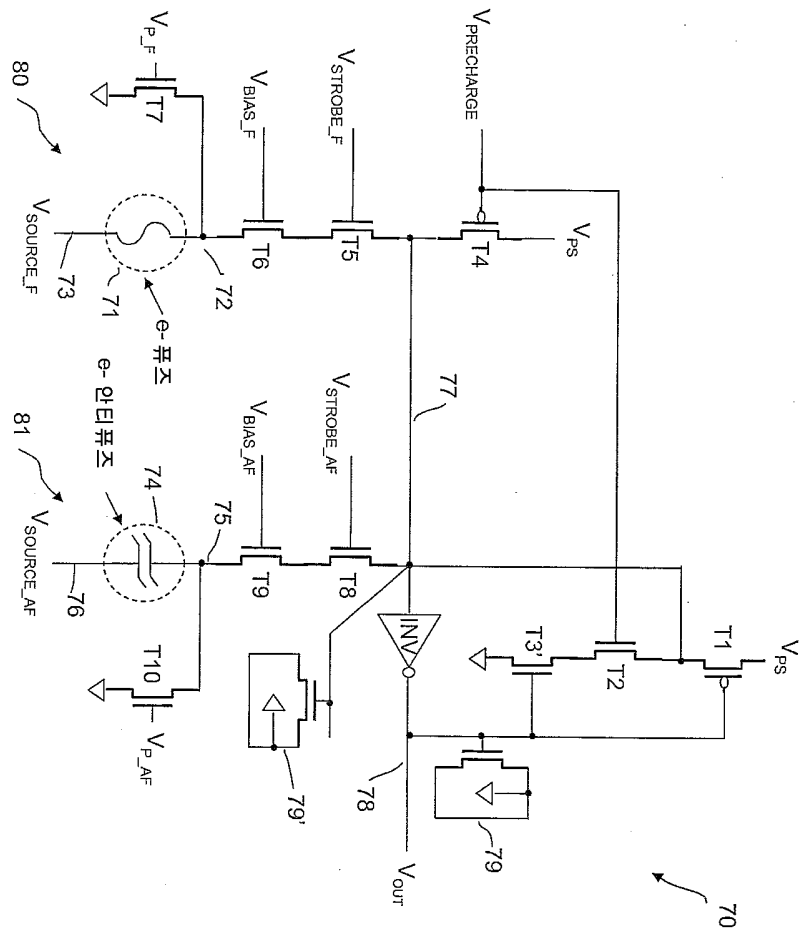 70
V_PS
T1
T2
T3'
79
V_PRECHARGE
V_PS
T4
77
INV
78
V_OUT
79'
V_STROBE_F
T5
V_STROBE_AF
T8
V_BIAS_F
T6
V_BIAS_AF
T9
V_P_F
T7
72
75
T10
V_P_AF
80
71
e- 퓨즈
74
e- 안티퓨즈
81
V_SOURCE_F
73
V_SOURCE_AF
76